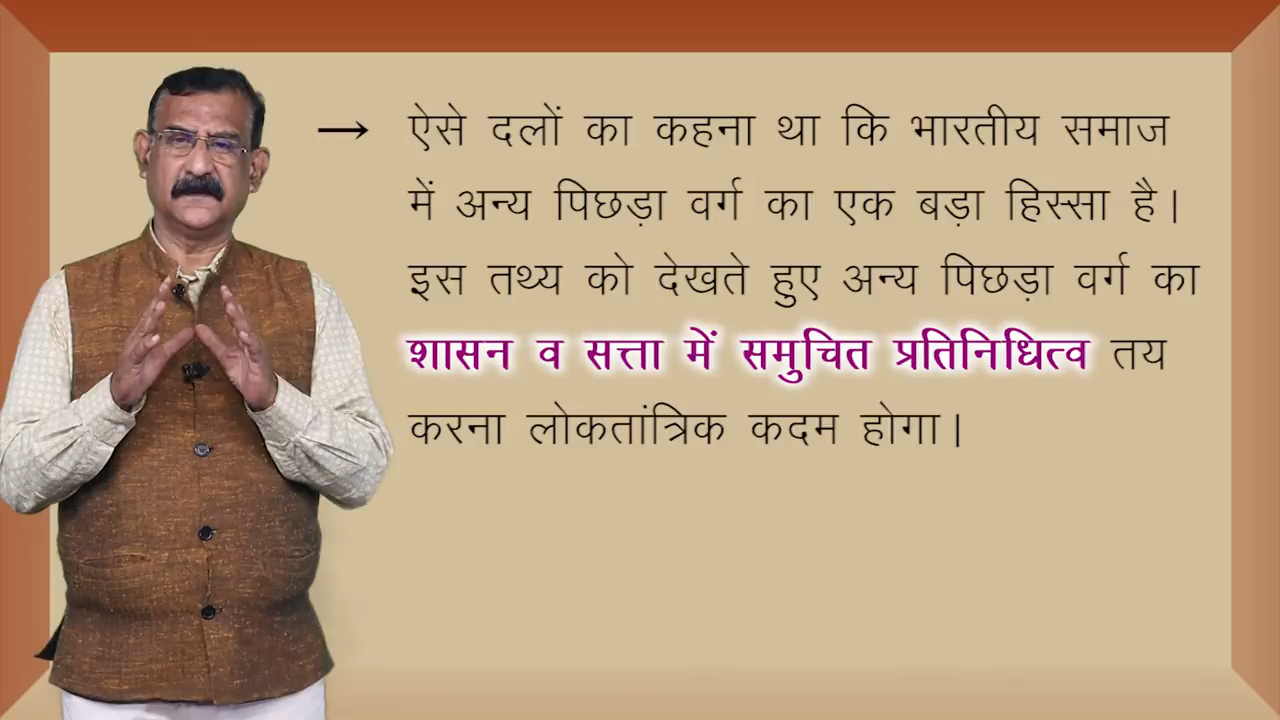 → ऐसे दलों का कहना था कि भारतीय समाज
में अन्य पिछड़ा वर्ग का एक बड़ा हिस्सा है।
इस तथ्य को देखते हुए अन्य पिछड़ा वर्ग का
शासन व सत्ता में समुचित प्रतिनिधित्व तय
करना लोकतांत्रिक कदम होगा।